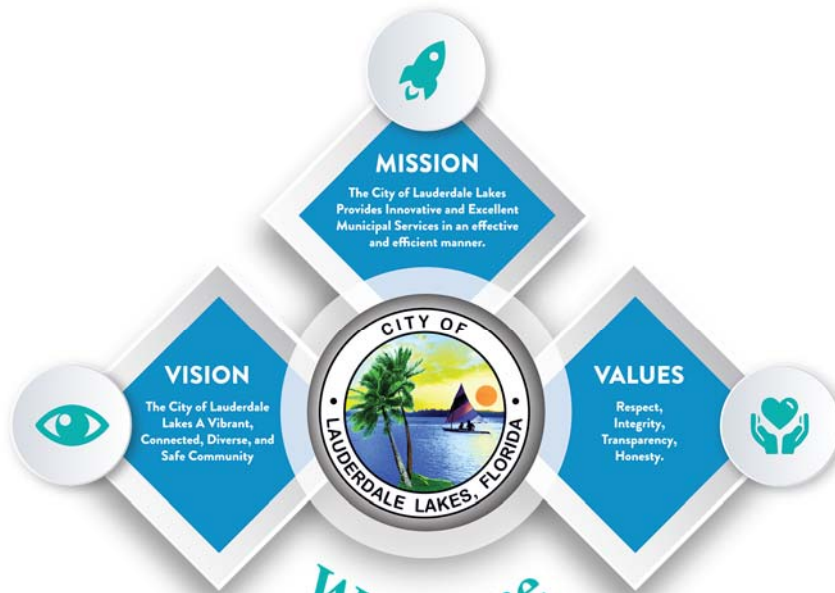 MISSION
The City of Lauderdale Lakes
Provides Innovative and Excellent
Municipal Services in an effective
and efficient manner.
VISION
The City of Lauderdale
Lakes A Vibrant,
Connected, Diverse, and
Safe Community
CITY OF
LAUDERDALE LAKES, FLORIDA
VALUES
Respect,
Integrity,
Transparency,
Honesty.